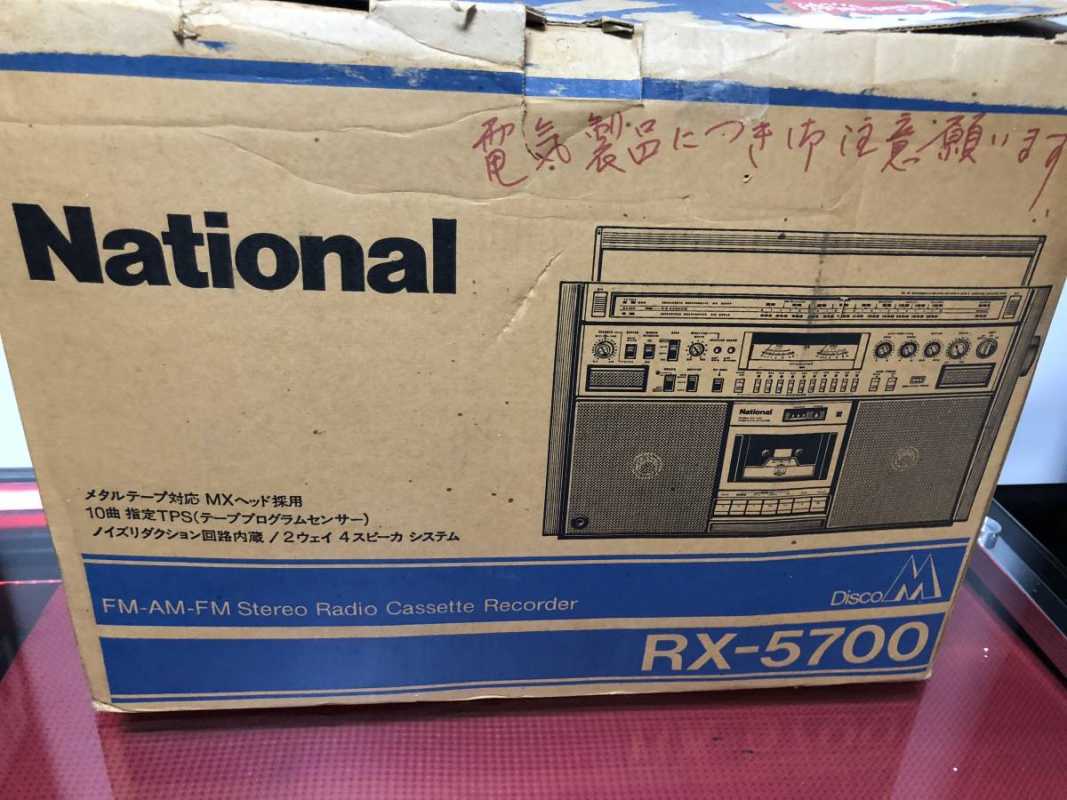 電気製品につき御注意願います
National
National
メタルテープ対応 MXヘッド採用
10曲 指定TPS(テーププログラムセンサー)
ノイズリダクション回路内蔵 / 2ウェイ 4スピーカ システム
FM-AM-FM Stereo Radio Cassette Recorder
Disco M
RX-5700